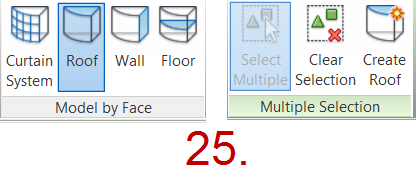 Curtain
System
Roof
Wall
Floor
Model by Face
Select
Multiple
Clear
Selection
Create
Roof
Multiple Selection
25.